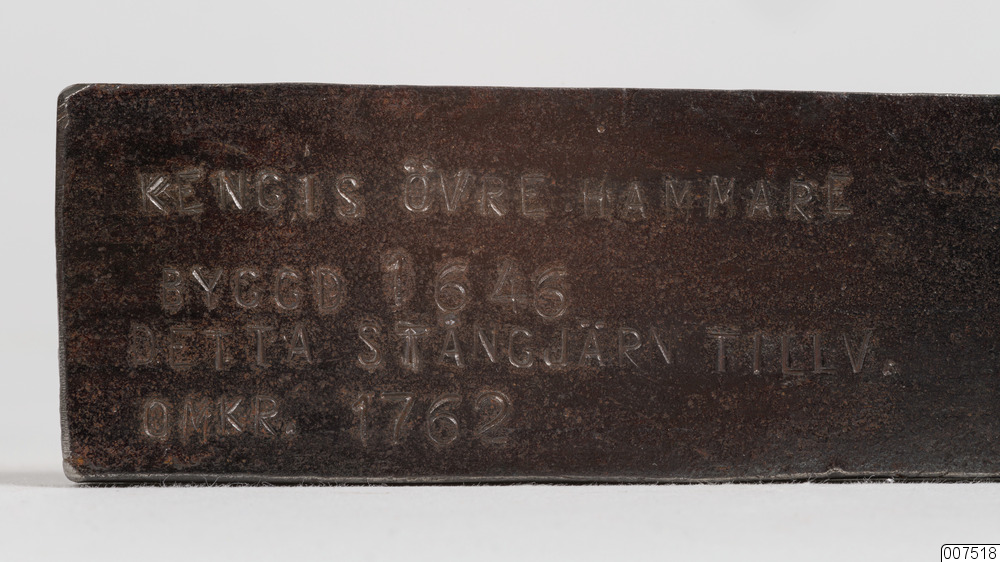 KENGIS ÖVRE HAMMARE
BYGGD 1646
DETTA STÅNGJÄRN TILLV.
OMKR. 1762
007518